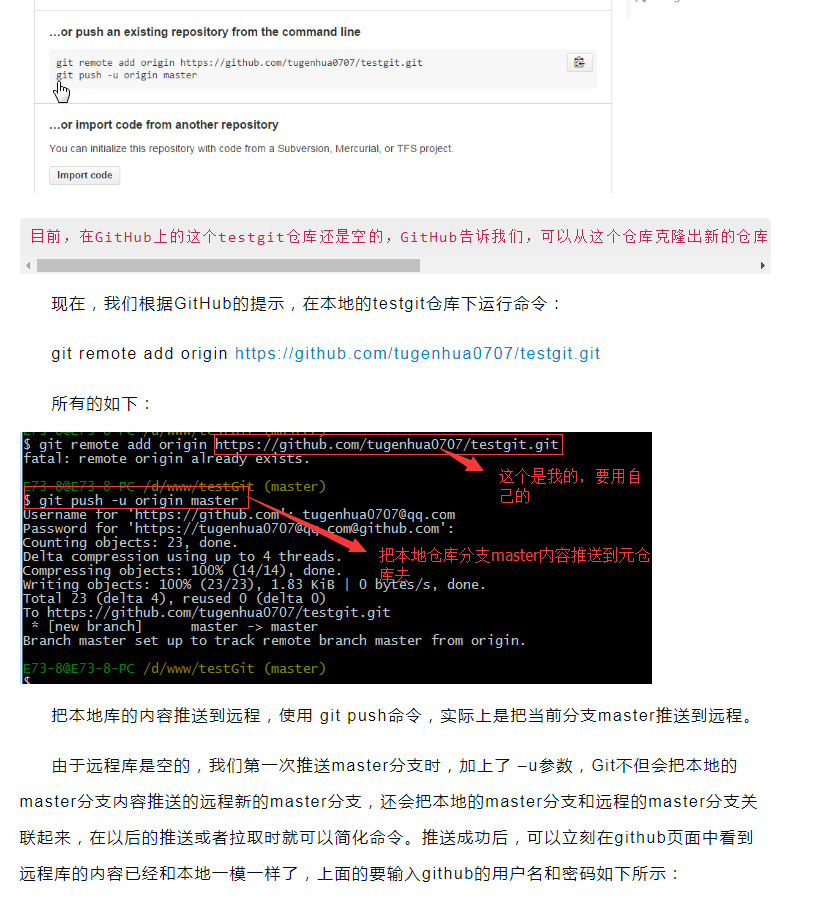 …or push an existing repository from the command line
git remote add origin https://github.com/tugenhua0707/testgit.git
git push -u origin master
…or import code from another repository
You can initialize this repository with code from a Subversion, Mercurial, or TFS project.
Import code
目前，在GitHub上的这个testgit仓库还是空的，GitHub告诉我们，可以从这个仓库克隆出新的仓库
现在，我们根据GitHub的提示，在本地的testgit仓库下运行命令：
git remote add origin https://github.com/tugenhua0707/testgit.git
所有的如下：
$ git remote add origin https://github.com/tugenhua0707/testgit.git
fatal: remote origin already exists.
这个是我的，要用自
己的
E73-8@E73-8-PC /d/www/testGit (master)
$ git push -u origin master
Username for 'https://github.com': tugenhua0707@qq.com
Password for 'https://tugenhua0707@qq.com@github.com':
Counting objects: 23, done.
Delta compression using up to 4 threads.
把本地仓库分支master内容推送到元仓
库去
Compressing objects: 100% (14/14), done.
Writing objects: 100% (23/23), 1.83 KiB | 0 bytes/s, done.
Total 23 (delta 4), reused 0 (delta 0)
To https://github.com/tugenhua0707/testgit.git
* [new branch] master -> master
Branch master set up to track remote branch master from origin.
E73-8@E73-8-PC /d/www/testGit (master)
$
把本地库的内容推送到远程，使用 git push命令，实际上是把当前分支master推送到远程。
由于远程库是空的，我们第一次推送master分支时，加上了 –u参数，Git不但会把本地的
master分支内容推送的远程新的master分支，还会把本地的master分支和远程的master分支关
联起来，在以后的推送或者拉取时就可以简化命令。推送成功后，可以立刻在github页面中看到
远程库的内容已经和本地一模一样了，上面的要输入github的用户名和密码如下所示：